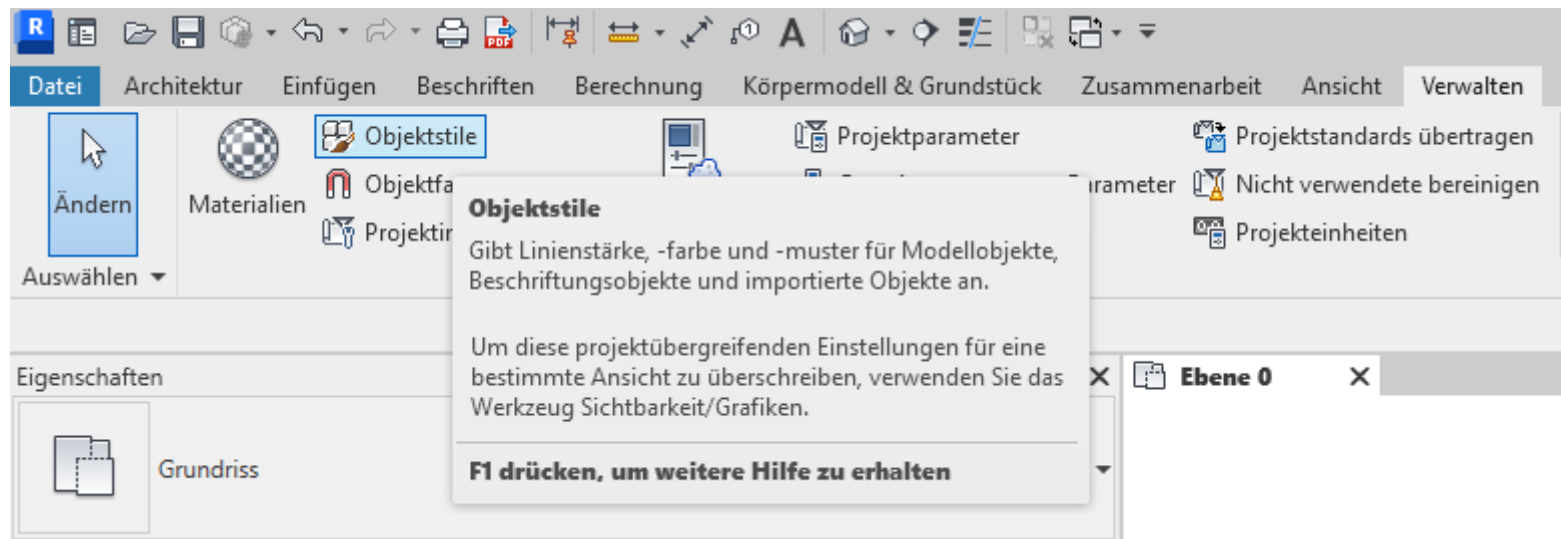 R
PDF
A
Datei Architektur Einfügen Beschriften Berechnung Körpermodell & Grundstück Zusammenarbeit Ansicht Verwalten
Objektstile Projektparameter Projektstandards übertragen
Ändern Materialien Objektfa Parameter Nicht verwendete bereinigen
Projektin Projekteinheiten
Auswählen
Objektstile
Gibt Linienstärke, -farbe und -muster für Modellobjekte,
Beschriftungsobjekte und importierte Objekte an.
Um diese projektübergreifenden Einstellungen für eine
bestimmte Ansicht zu überschreiben, verwenden Sie das
Werkzeug Sichtbarkeit/Grafiken.
F1 drücken, um weitere Hilfe zu erhalten
Eigenschaften
Ebene 0
Grundriss